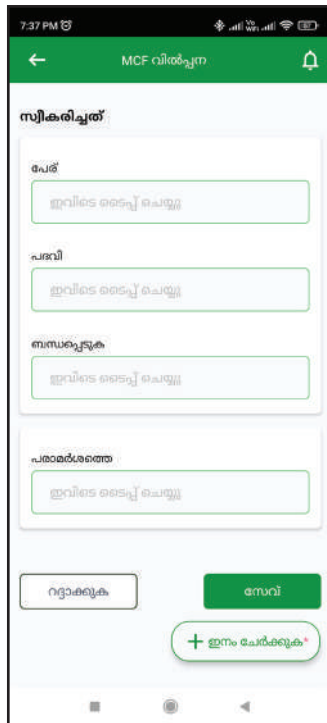 7:37 PM
MCF വിൽപ്പന
സ്വീകരിച്ചത്
പേര്
ഇവിടെ ടൈപ്പ് ചെയ്യു
പദവി
ഇവിടെ ടൈപ്പ് ചെയ്യു
ബന്ധപ്പെടുക
ഇവിടെ ടൈപ്പ് ചെയ്യു
പരാമർശത്തെ
ഇവിടെ ടൈപ്പ് ചെയ്യു
റദ്ദാക്കുക
സേവ്
+ ഇനം ചേർക്കുക*